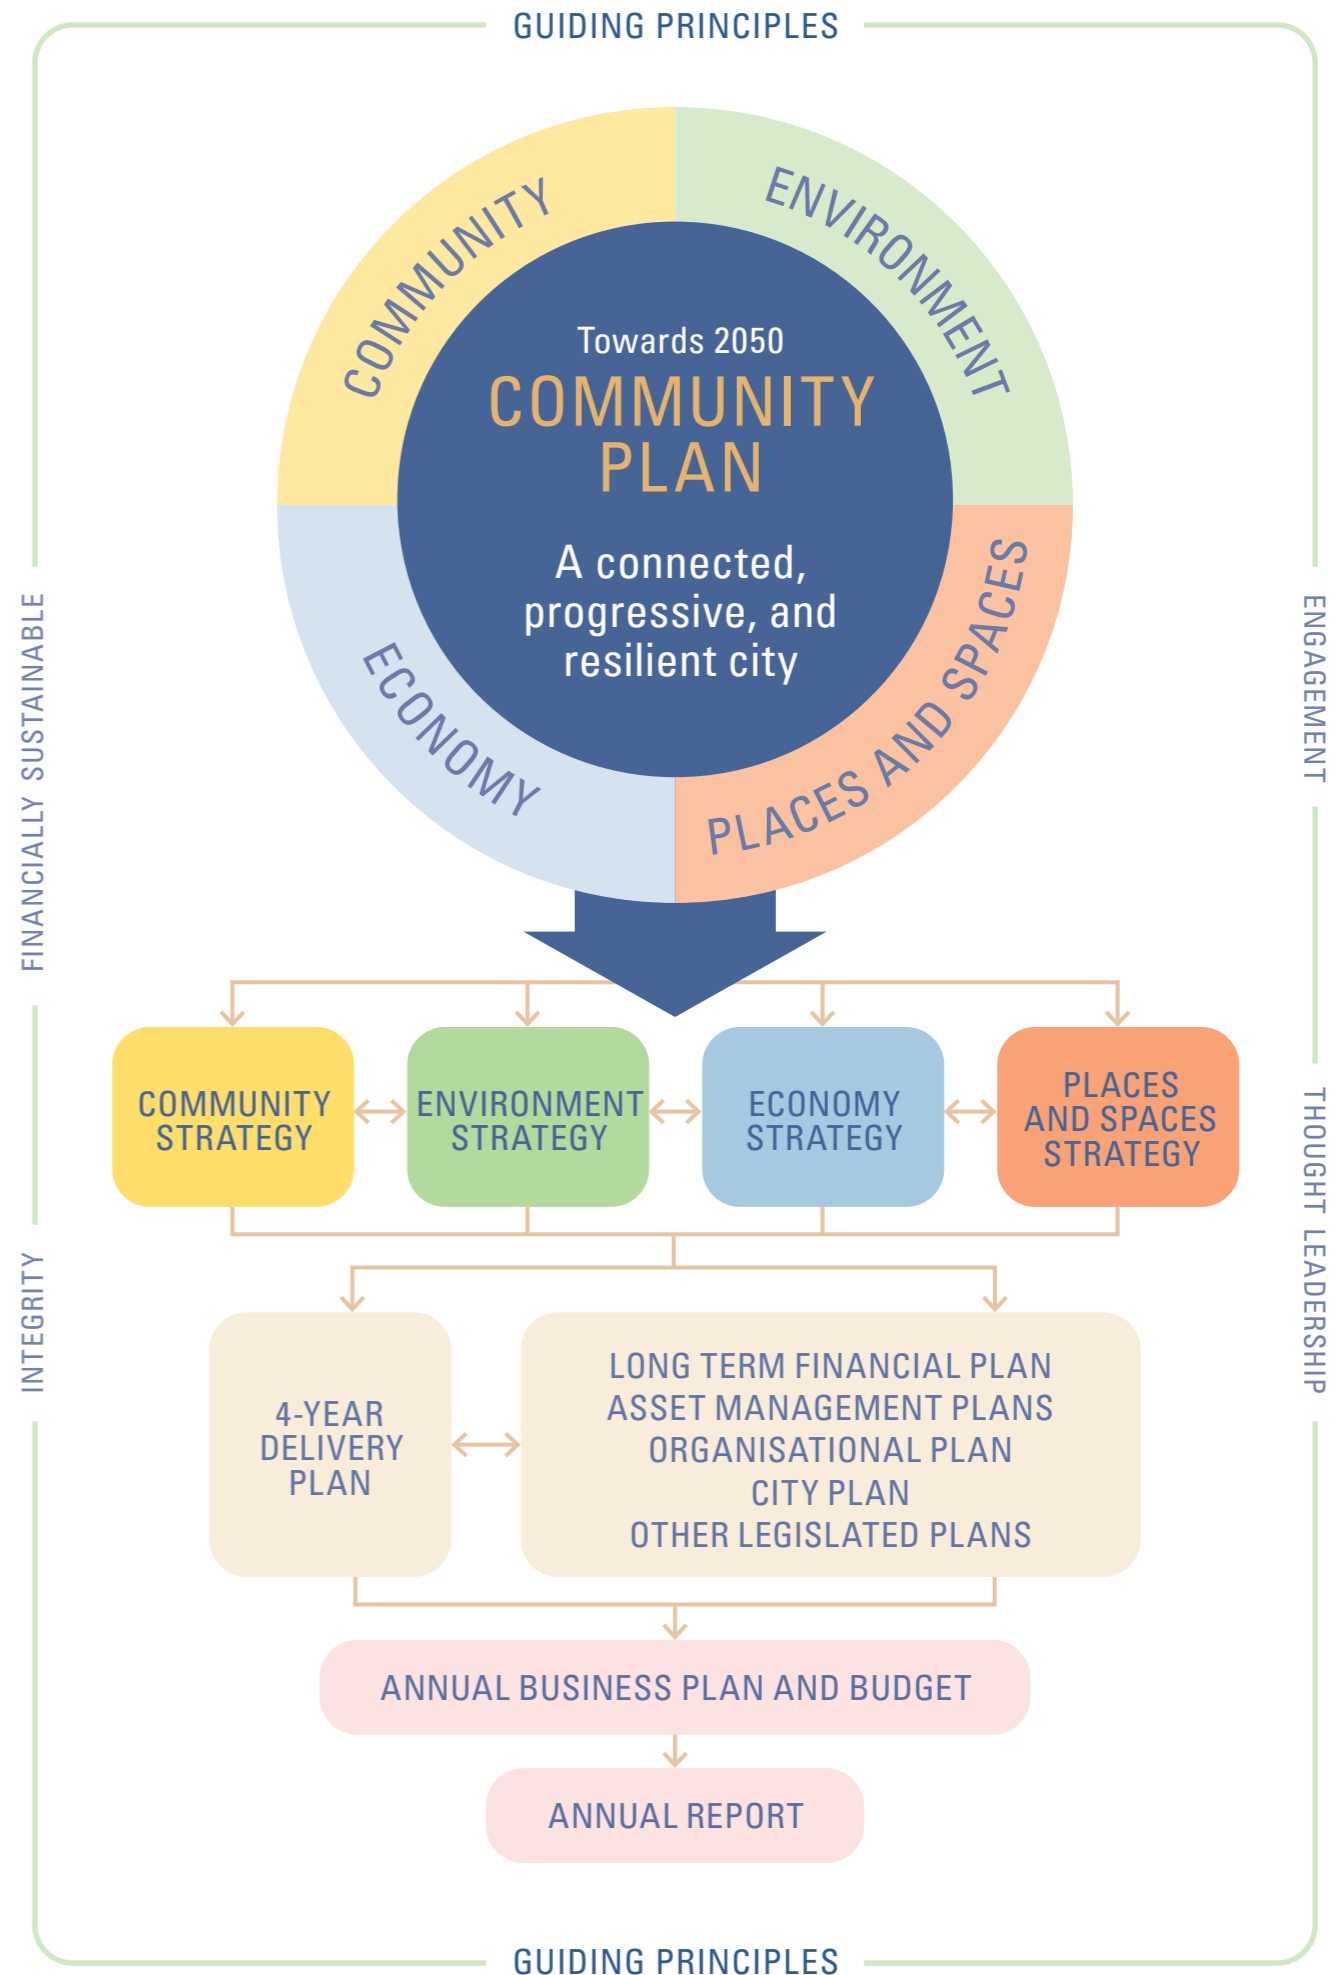 GUIDING PRINCIPLES
COMMUNITY
ENVIRONMENT
Towards 2050
COMMUNITY
PLAN
A connected,
progressive, and
resilient city
ECONOMY
PLACES AND SPACES
FINANCIALLY SUSTAINABLE
ENGAGEMENT
COMMUNITY
STRATEGY
ENVIRONMENT
STRATEGY
ECONOMY
STRATEGY
PLACES
AND SPACES
STRATEGY
INTEGRITY
THOUGHT LEADERSHIP
4-YEAR
DELIVERY
PLAN
LONG TERM FINANCIAL PLAN
ASSET MANAGEMENT PLANS
ORGANISATIONAL PLAN
CITY PLAN
OTHER LEGISLATED PLANS
ANNUAL BUSINESS PLAN AND BUDGET
ANNUAL REPORT
GUIDING PRINCIPLES